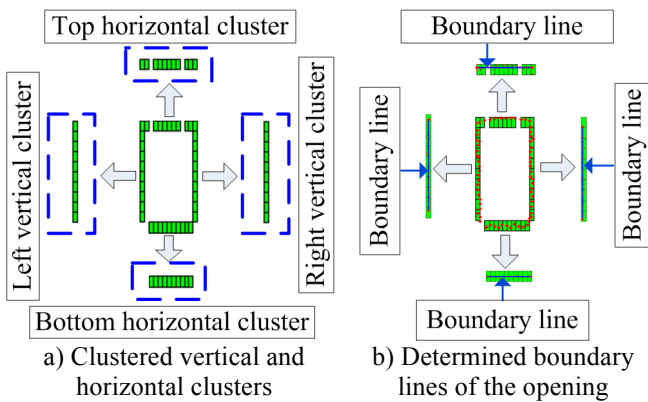 Top horizontal cluster
Left vertical cluster
Right vertical cluster
Bottom horizontal cluster
a) Clustered vertical and
horizontal clusters
Boundary line
Boundary line
Boundary line
Boundary line
b) Determined boundary
lines of the opening